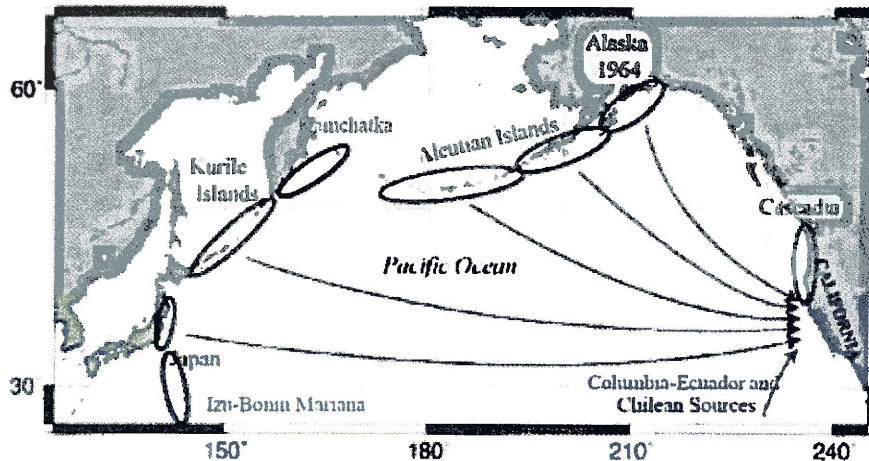 Alaska
1964
60°
Aleutian Islands
Kurile
Islands
Cascadia
Pacific Ocean
CALIFORNIA
Japan
30°
Izu-Bonin Mariana
Columbia-Ecuador and
Chilean Sources
150°
180°
210°
240°